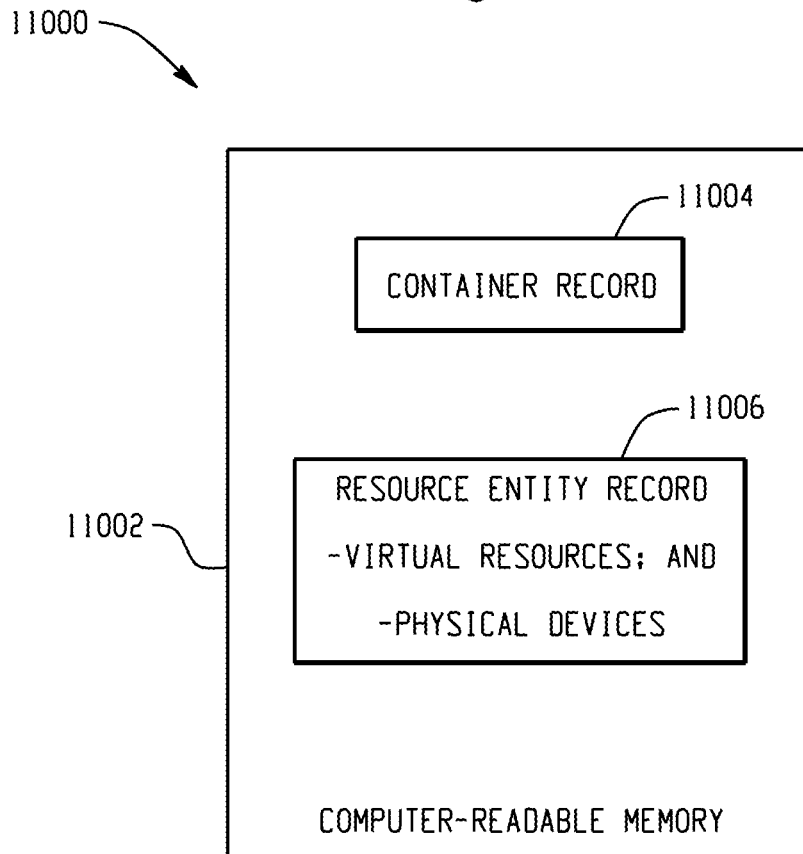 11000
11004
CONTAINER RECORD
11006
RESOURCE ENTITY RECORD
-VIRTUAL RESOURCES; AND
11002
-PHYSICAL DEVICES
COMPUTER-READABLE MEMORY